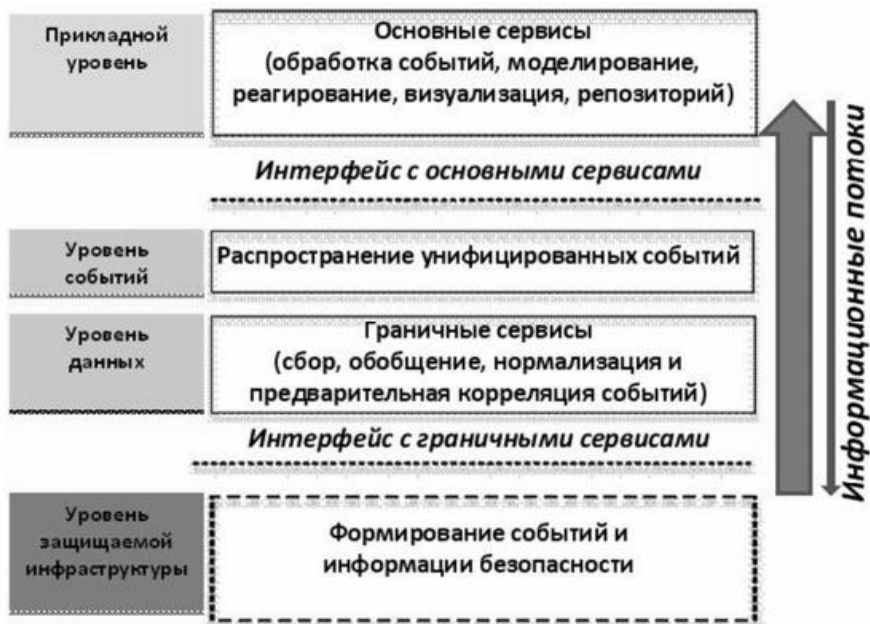 Прикладной
уровень
Основные сервисы
(обработка событий, моделирование,
реагирование, визуализация, репозиторий)
Интерфейс с основными сервисами
Уровень
событий
Распространение унифицированных событий
Уровень
данных
Граничные сервисы
(сбор, обобщение, нормализация и
предварительная корреляция событий)
Интерфейс с граничными сервисами
Уровень
защищаемой
инфраструктуры
Формирование событий и
информации безопасности
Информационные потоки